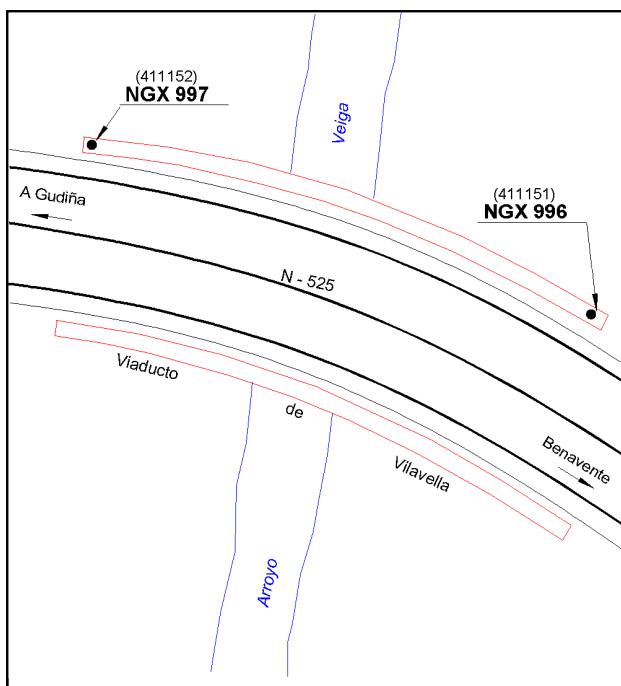 (411152)
NGX 997
Veiga
A Gudiña
(411151)
NGX 996
N - 525
Viaducto
de
Vilavella
Benavente
Arroyo